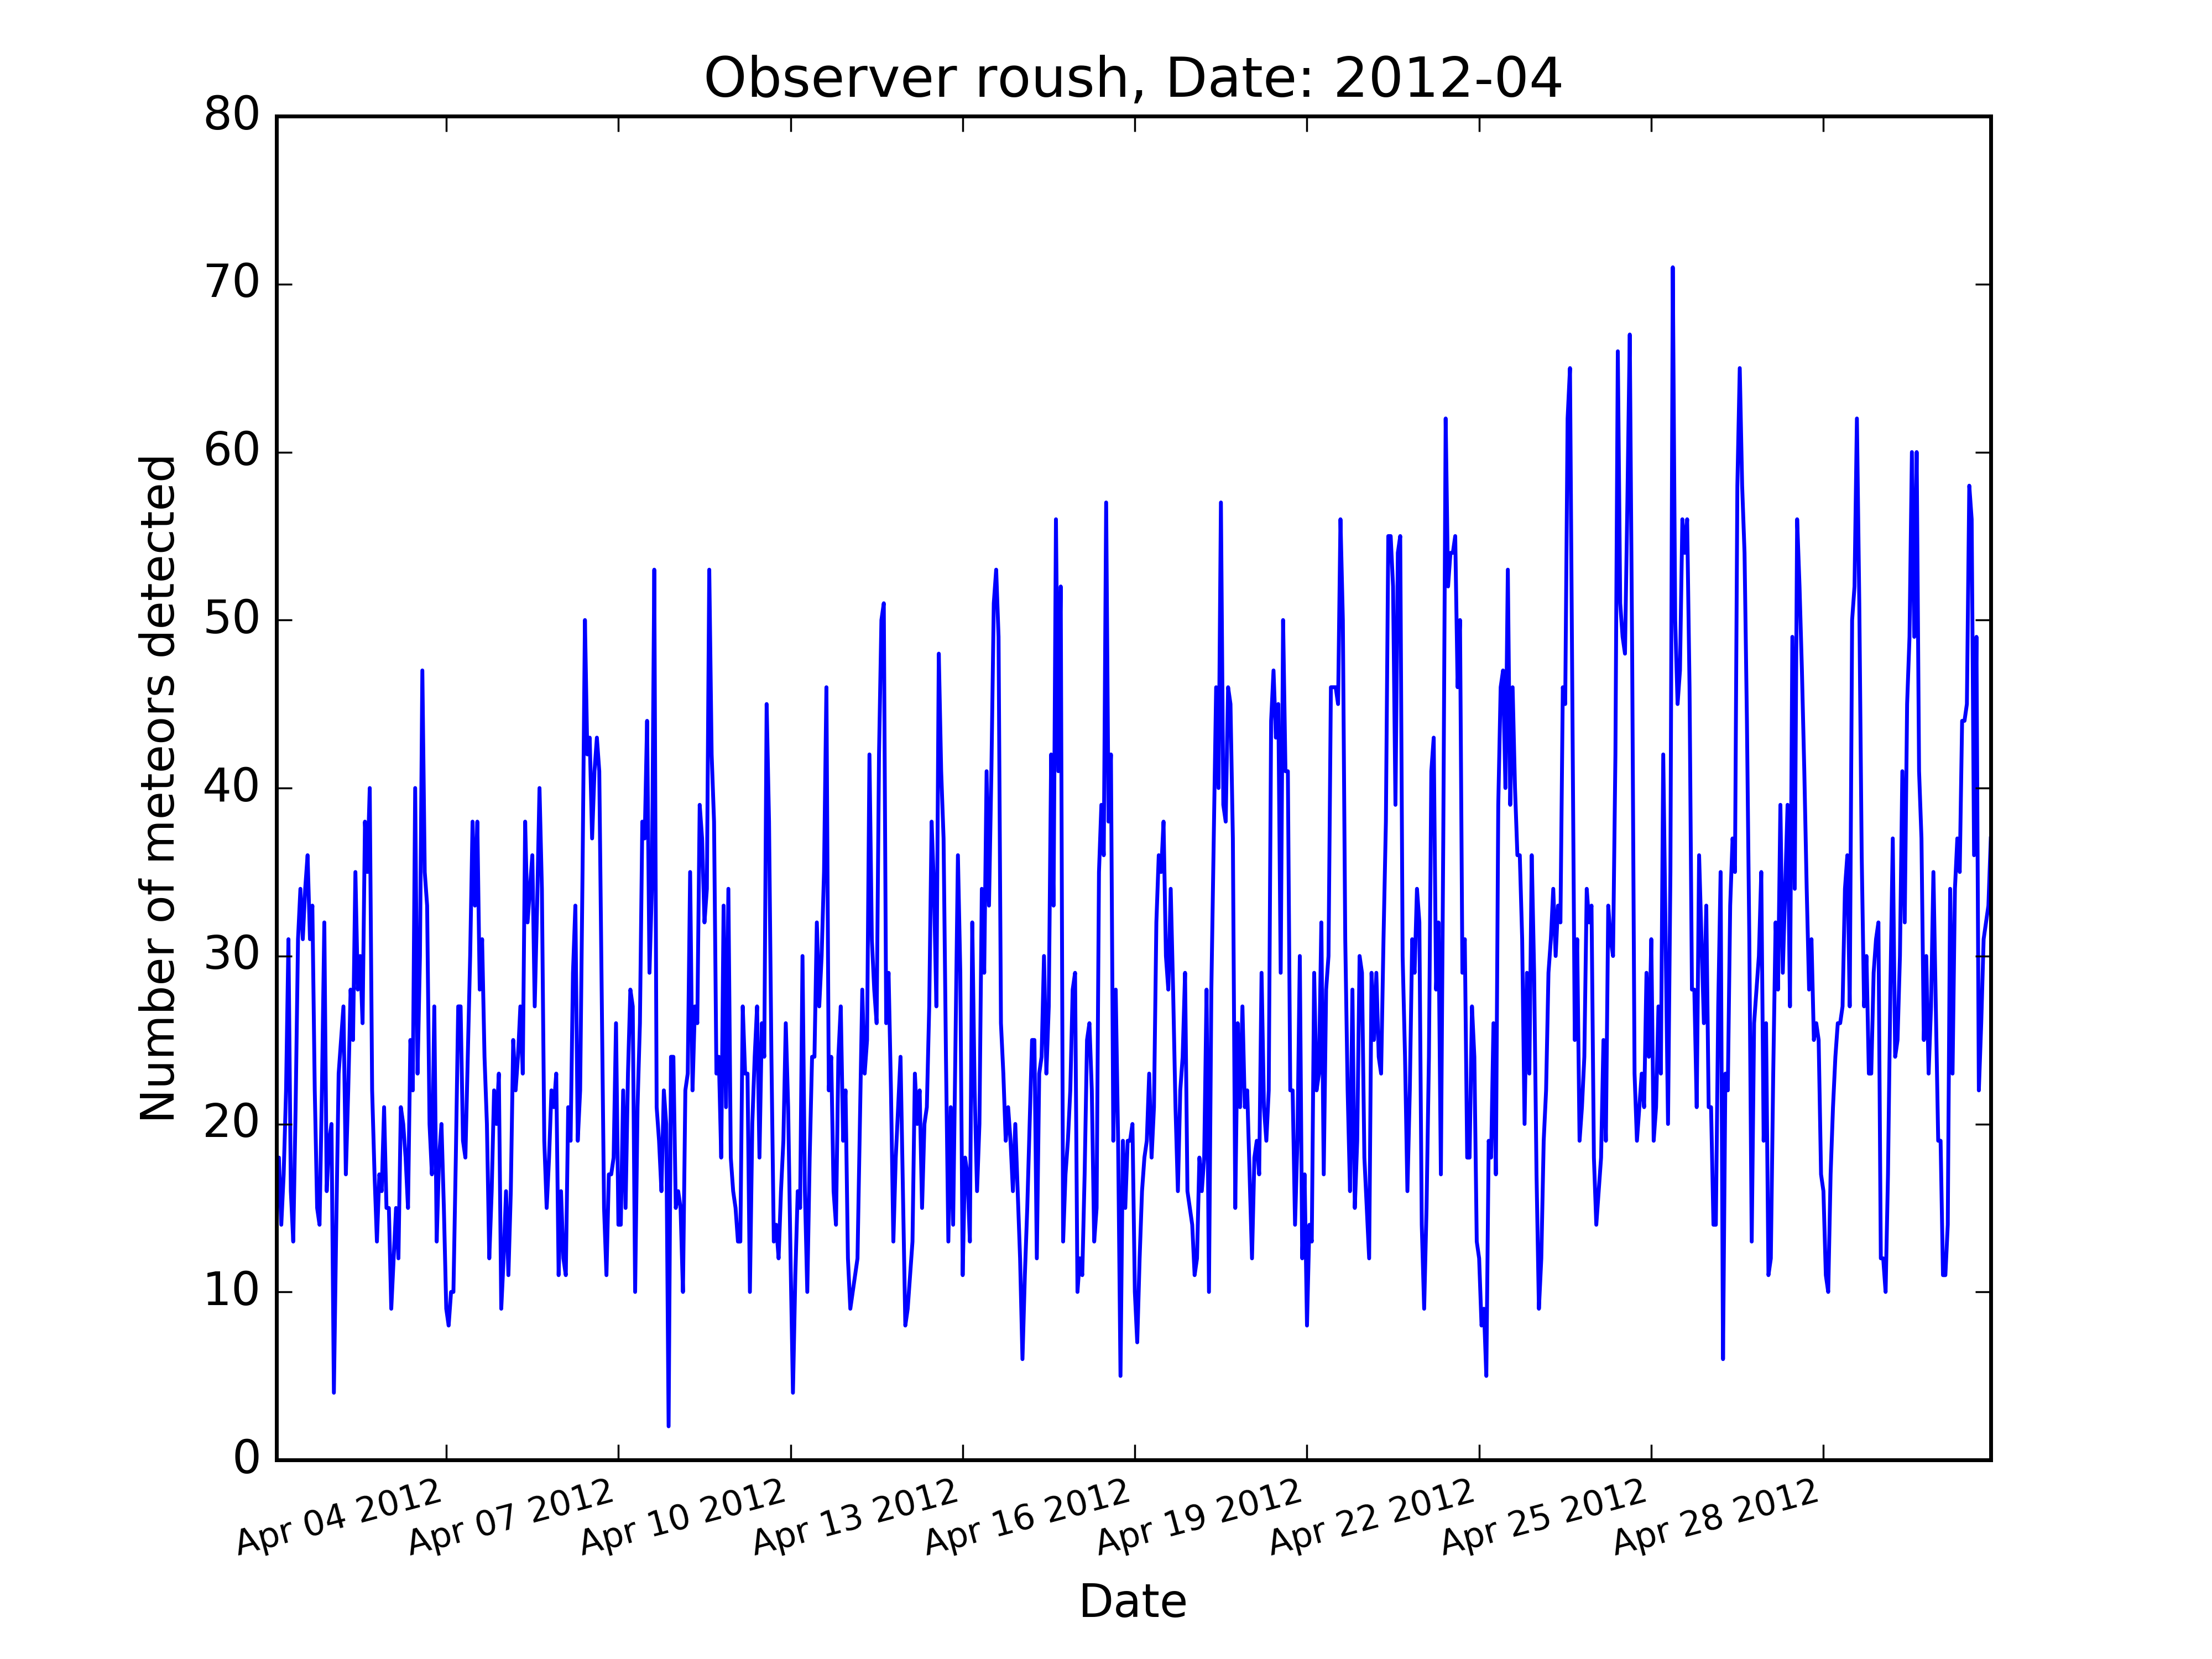 Observer roush, Date: 2012-04
80
70
60
50
40
30
20
10
0
Number of meteors detected
Apr 04 2012
Apr 07 2012
Apr 10 2012
Apr 13 2012
Apr 16 2012
Apr 19 2012
Apr 22 2012
Apr 25 2012
Apr 28 2012
Date